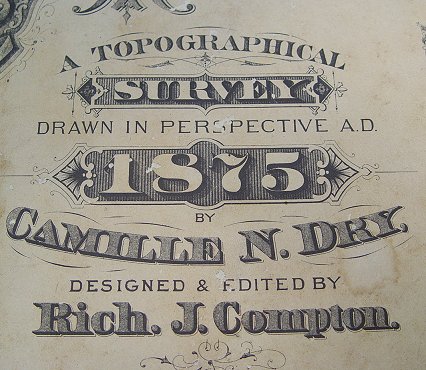 A TOPOGRAPHICAL
SURVEY
DRAWN IN PERSPECTIVE A.D.
1875
BY
CAMILLE N. DRY,
DESIGNED & EDITED BY
Rich. J. Compton.